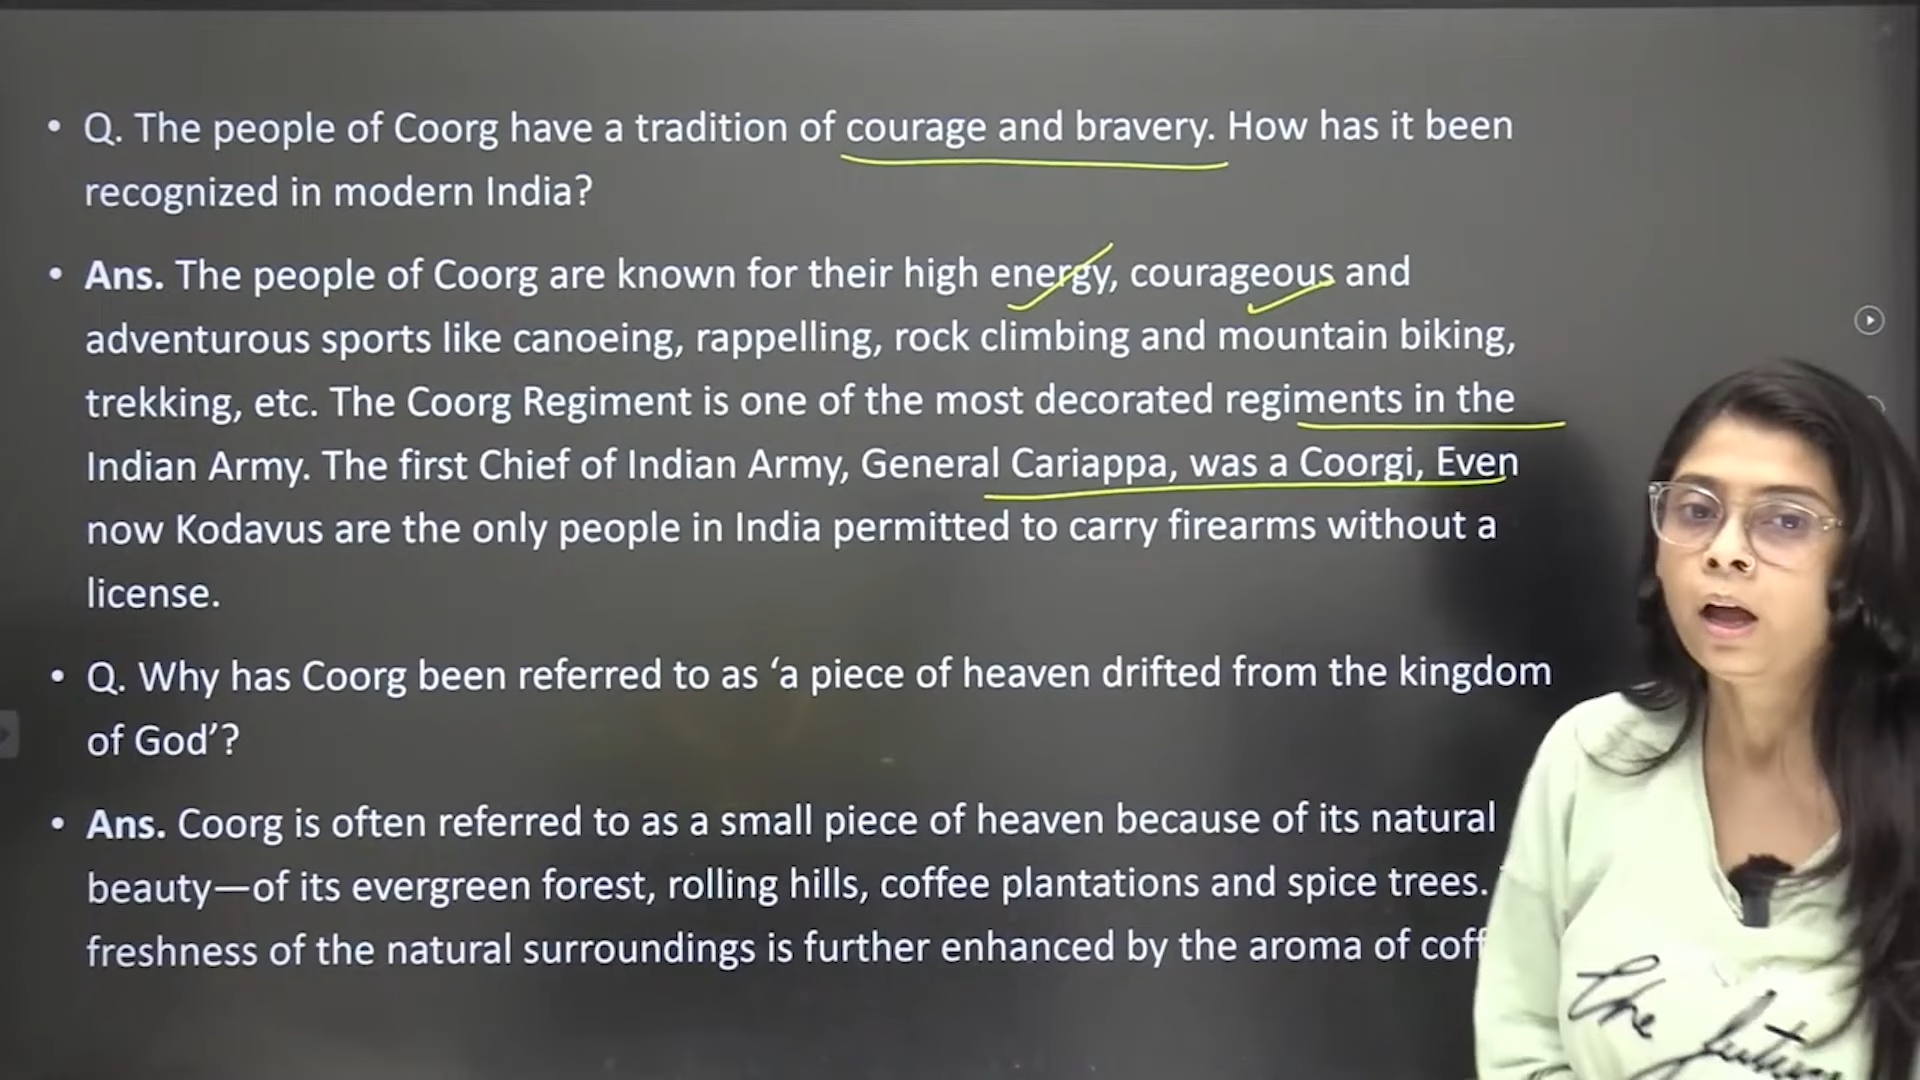 • Q. The people of Coorg have a tradition of courage and bravery. How has it been
recognized in modern India?
• Ans. The people of Coorg are known for their high energy, courageous and
adventurous sports like canoeing, rappelling, rock climbing and mountain biking,
trekking, etc. The Coorg Regiment is one of the most decorated regiments in the
Indian Army. The first Chief of Indian Army, General Cariappa, was a Coorgi, Even
now Kodavus are the only people in India permitted to carry firearms without a
license.
• Q. Why has Coorg been referred to as ‘a piece of heaven drifted from the kingdom
of God’?
• Ans. Coorg is often referred to as a small piece of heaven because of its natural
beauty—of its evergreen forest, rolling hills, coffee plantations and spice trees.
freshness of the natural surroundings is further enhanced by the aroma of
the future